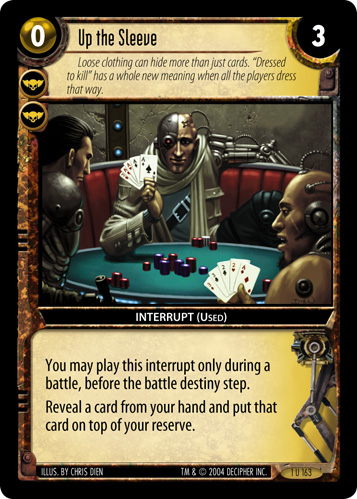 0 Up the Sleeve 3
Loose clothing can hide more than just cards. “Dressed
to kill” has a whole new meaning when all the players dress
that way.
INTERRUPT (USED)
You may play this interrupt only during a
battle, before the battle destiny step.
Reveal a card from your hand and put that
card on top of your reserve.
ILLUS. BY CHRIS DIEN TM & © 2004 DECIPHER INC. 1 U 163